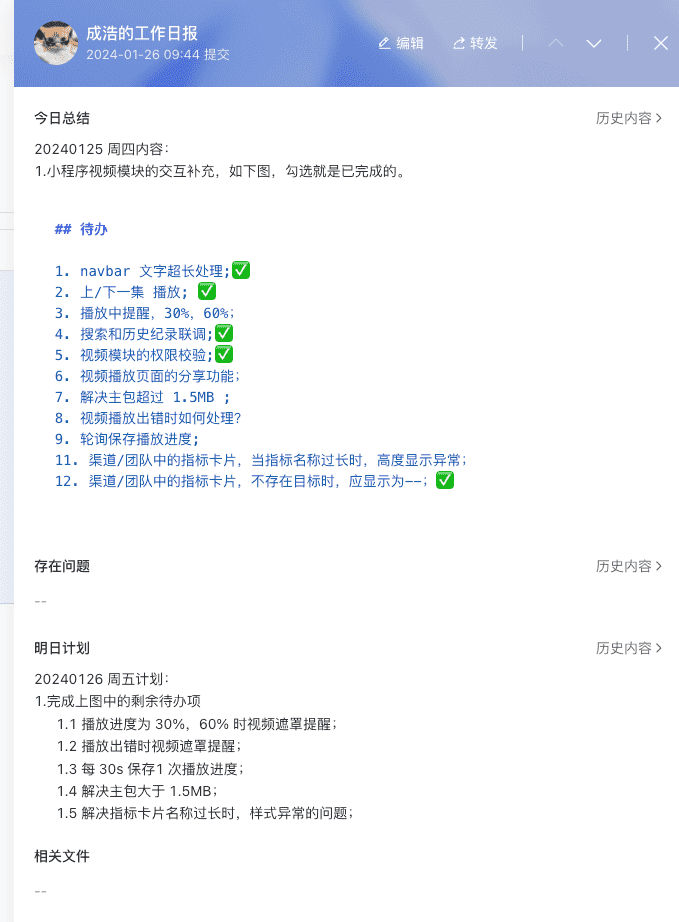 成浩的工作日报
2024-01-26 09:44 提交
编辑
转发
今日总结
历史内容
20240125 周四内容：
1.小程序视频模块的交互补充，如下图，勾选就是已完成的。
## 待办
1. navbar 文字超长处理;✅
2. 上/下一集 播放; ✅
3. 播放中提醒，30%，60%;
4. 搜索和历史纪录联调;✅
5. 视频模块的权限校验;✅
6. 视频播放页面的分享功能;
7. 解决主包超过 1.5MB ;
8. 视频播放出错时如何处理?
9. 轮询保存播放进度;
11. 渠道/团队中的指标卡片，当指标名称过长时，高度显示异常;
12. 渠道/团队中的指标卡片，不存在目标时，应显示为--; ✅
存在问题
历史内容
--
明日计划
历史内容
20240126 周五计划：
1.完成上图中的剩余待办项
1.1 播放进度为 30%，60% 时视频遮罩提醒；
1.2 播放出错时视频遮罩提醒；
1.3 每 30s 保存1 次播放进度；
1.4 解决主包大于 1.5MB；
1.5 解决指标卡片名称过长时，样式异常的问题；
相关文件
--